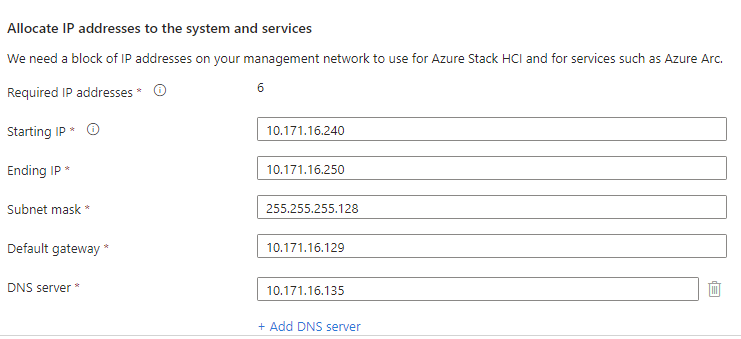 Allocate IP addresses to the system and services
We need a block of IP addresses on your management network to use for Azure Stack HCI and for services such as Azure Arc.
Required IP addresses * 6
Starting IP * 10.171.16.240
Ending IP * 10.171.16.250
Subnet mask * 255.255.255.128
Default gateway * 10.171.16.129
DNS server * 10.171.16.135
+ Add DNS server